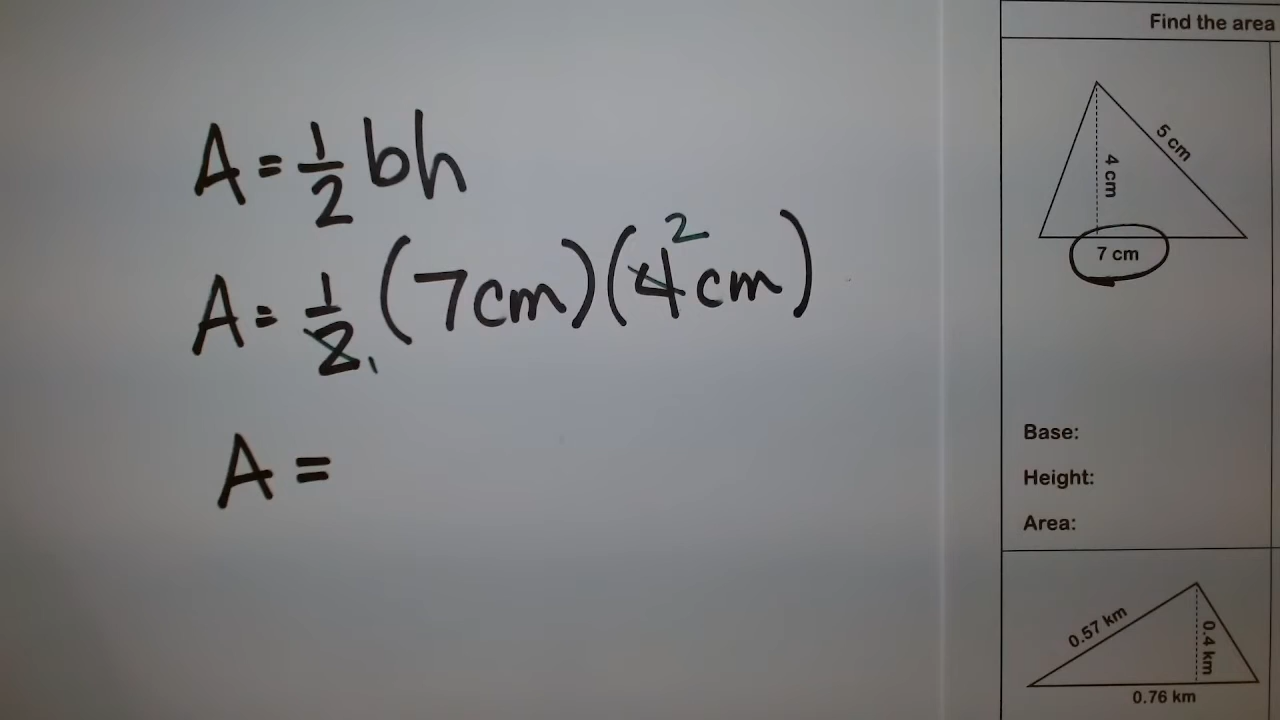 A = 1/2 bh
A = 1/2 1 (7cm)(4 2 cm)
A =
Find the area
5 cm
4 cm
7 cm
Base:
Height:
Area:
0.57 km
0.4 km
0.76 km